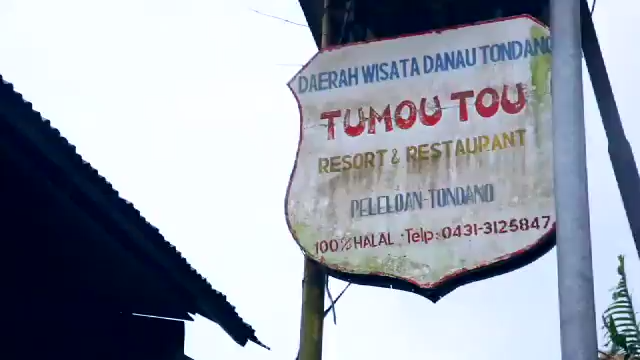 DAERAH WISATA DANAU TONDANO
TUMOU TOU
RESORT & RESTAURANT
PELELOAN-TONDANO
100% HALAL . Telp: 0431-3125847